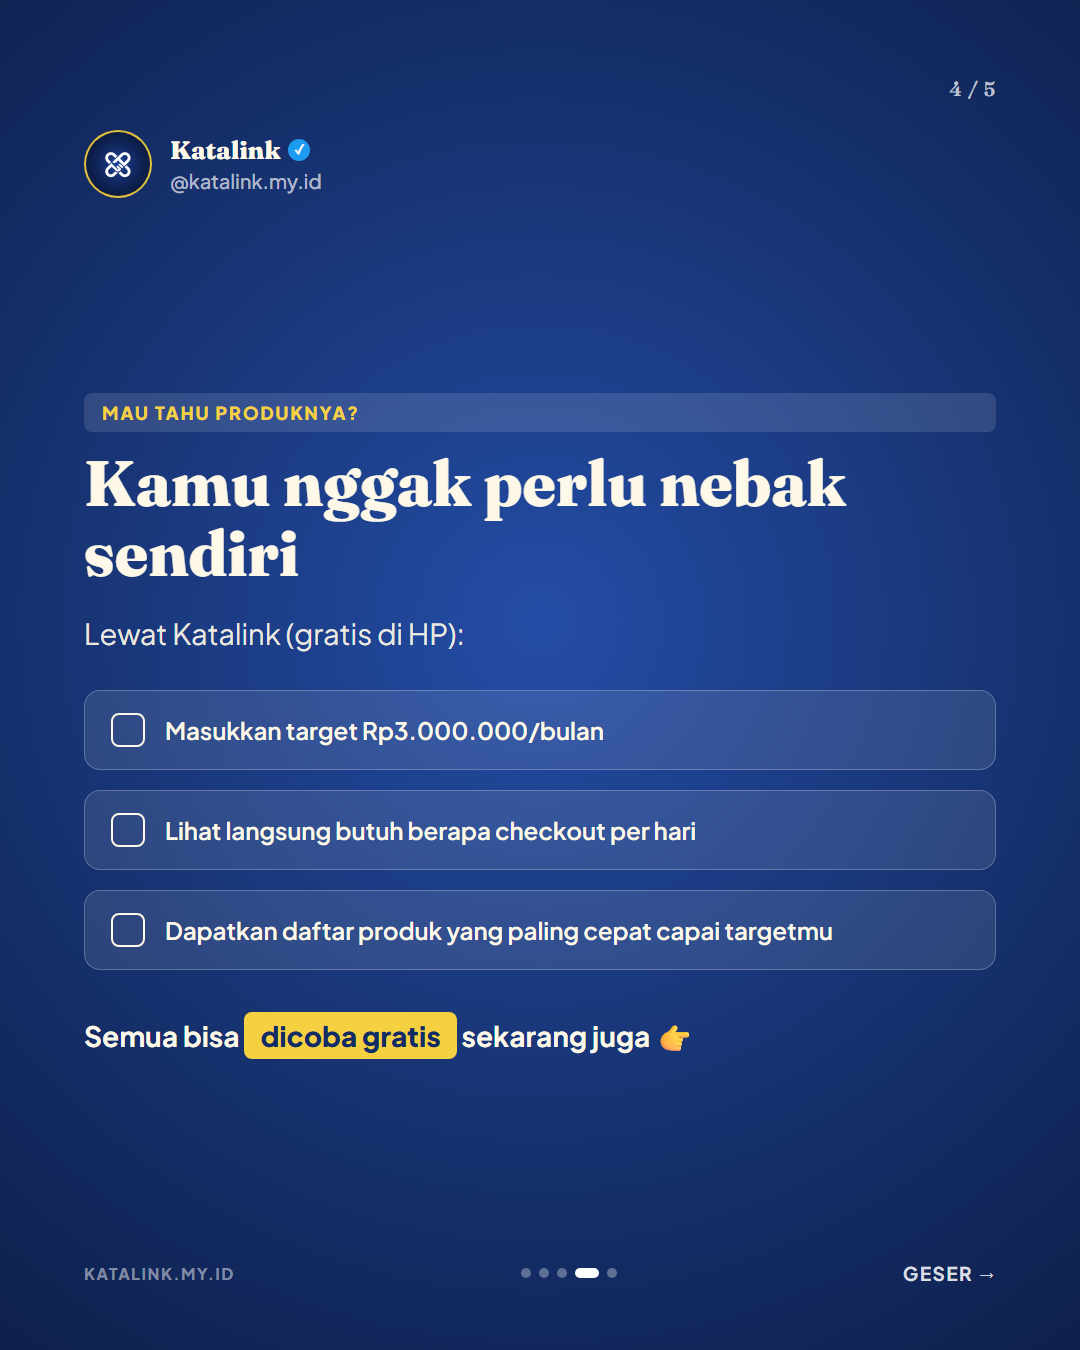 4 / 5
Katalink
@katalink.my.id
MAU TAHU PRODUKNYA?
Kamu nggak perlu nebak
sendiri
Lewat Katalink (gratis di HP):
Masukkan target Rp3.000.000/bulan
Lihat langsung butuh berapa checkout per hari
Dapatkan daftar produk yang paling cepat capai targetmu
Semua bisa dicoba gratis sekarang juga 👉
KATALINK.MY.ID
GESER →